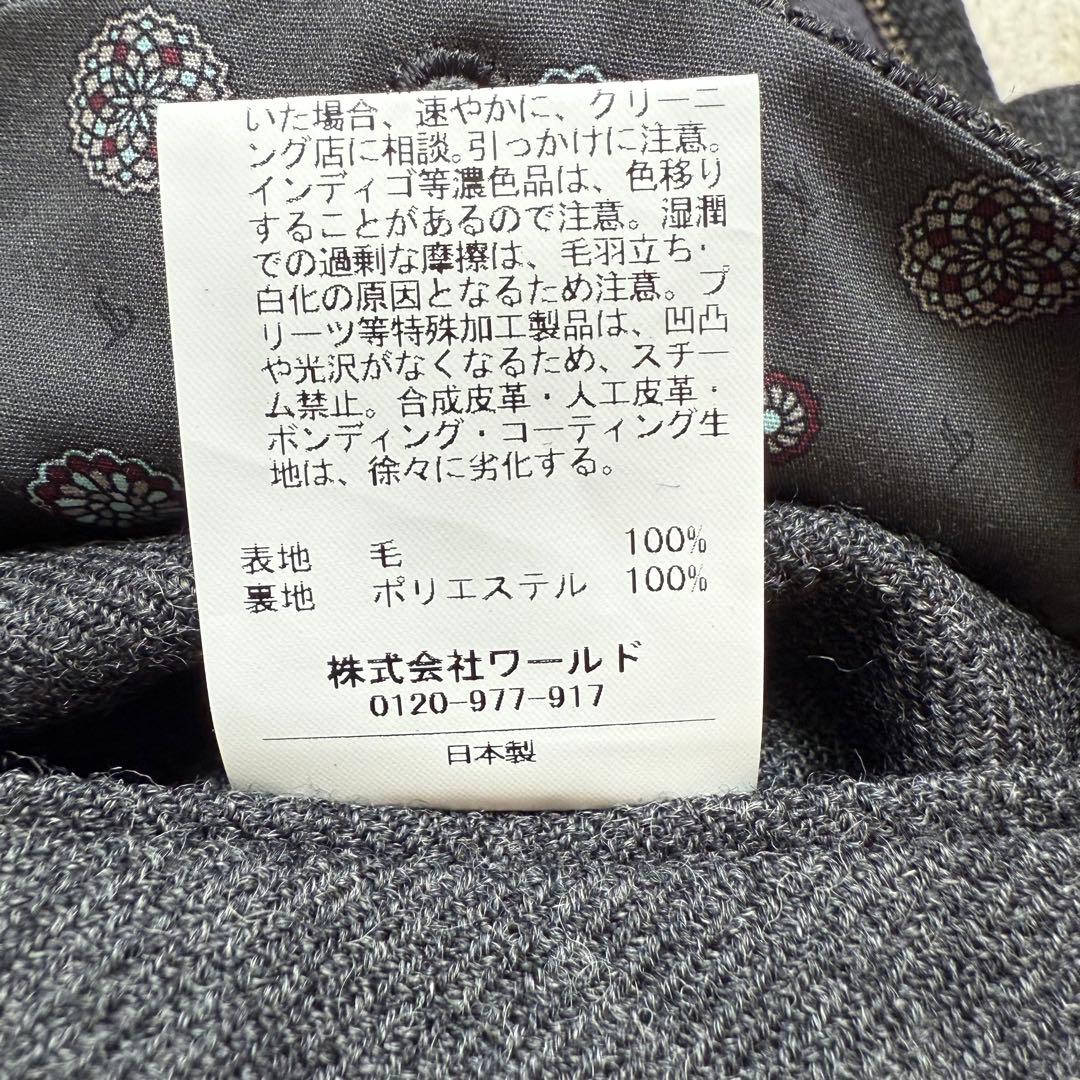 いた場合、速やかに、クリーニ
ング店に相談。引っかけに注意。
インディゴ等濃色品は、色移り
することがあるので注意。湿潤
での過剰な摩擦は、毛羽立ち・
白化の原因となるため注意。プ
リーツ等特殊加工製品は、凹凸
や光沢がなくなるため、スチー
ム禁止。合成皮革・人工皮革・
ボンディング・コーティング生
地は、徐々に劣化する。
表地 毛 100%
裏地 ポリエステル 100%
株式会社ワールド
0120-977-917
日本製